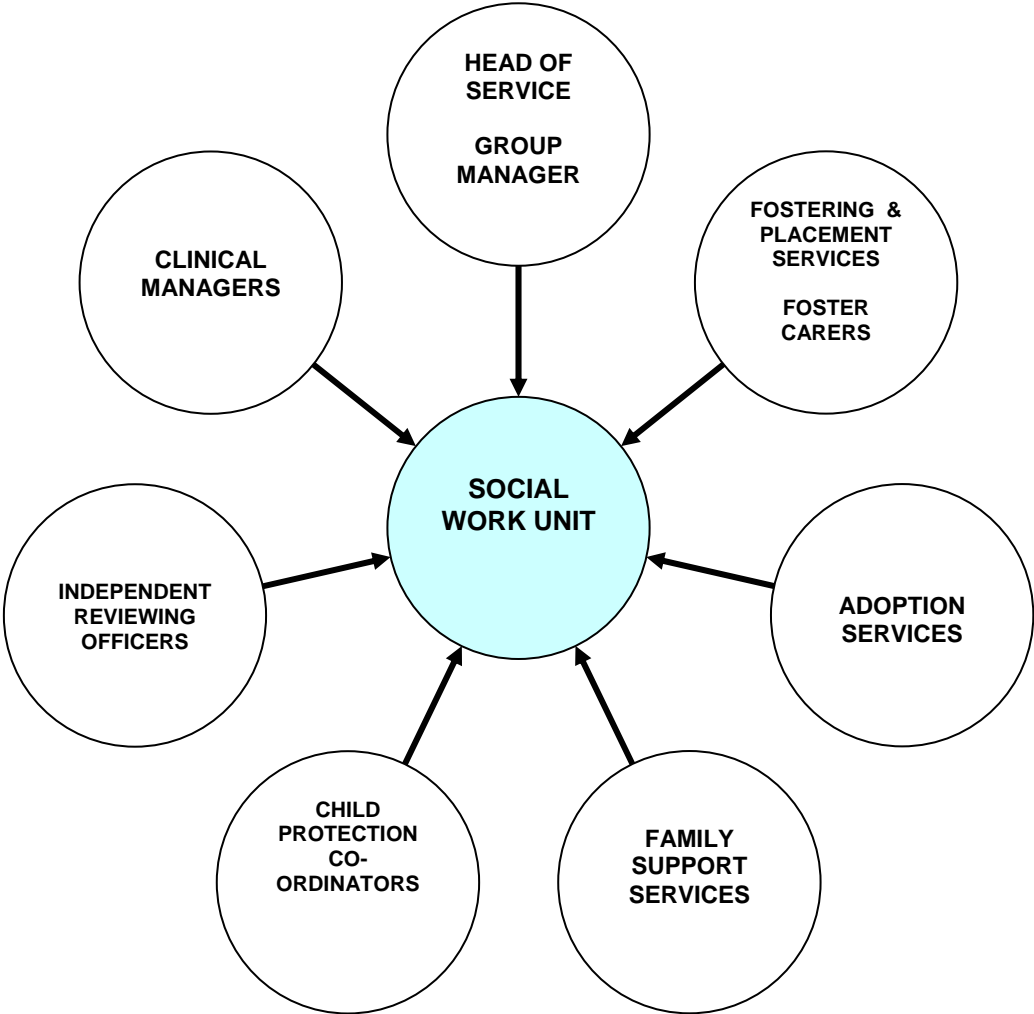 HEAD OF
SERVICE
GROUP
MANAGER
FOSTERING &
PLACEMENT
SERVICES
FOSTER
CARERS
CLINICAL
MANAGERS
SOCIAL
WORK UNIT
INDEPENDENT
REVIEWING
OFFICERS
ADOPTION
SERVICES
CHILD
PROTECTION
CO-
ORDINATORS
FAMILY
SUPPORT
SERVICES